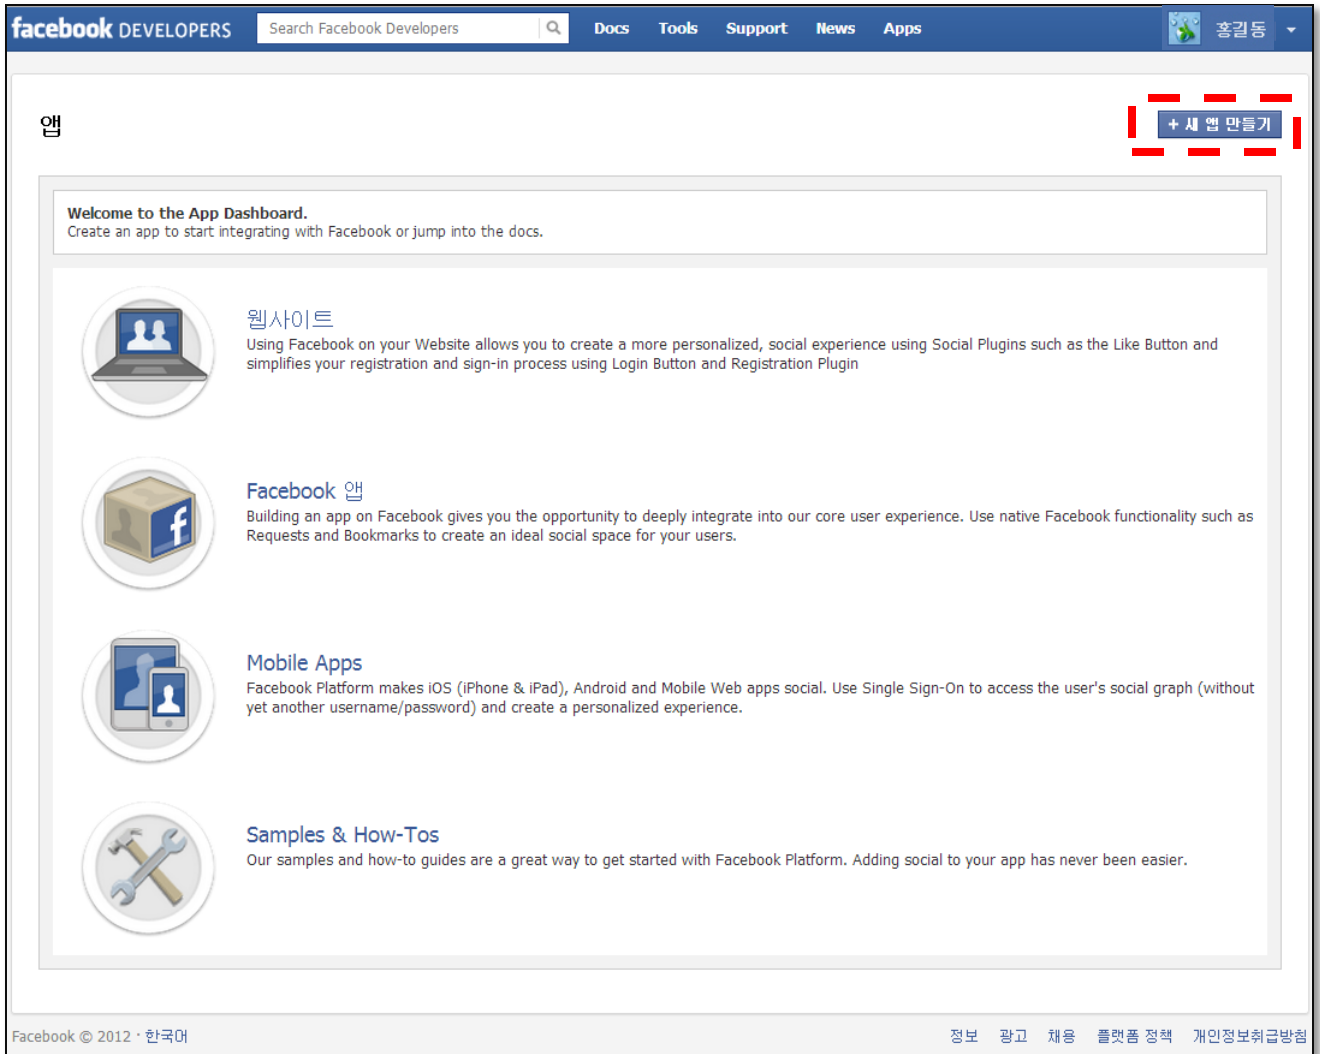 facebook DEVELOPERS
Search Facebook Developers
Docs Tools Support News Apps
홍길동
앱
+ 새 앱 만들기
Welcome to the App Dashboard.
Create an app to start integrating with Facebook or jump into the docs.
웹사이트
Using Facebook on your Website allows you to create a more personalized, social experience using Social Plugins such as the Like Button and
simplifies your registration and sign-in process using Login Button and Registration Plugin
Facebook 앱
Building an app on Facebook gives you the opportunity to deeply integrate into our core user experience. Use native Facebook functionality such as
Requests and Bookmarks to create an ideal social space for your users.
Mobile Apps
Facebook Platform makes iOS (iPhone & iPad), Android and Mobile Web apps social. Use Single Sign-On to access the user's social graph (without
yet another username/password) and create a personalized experience.
Samples & How-Tos
Our samples and how-to guides are a great way to get started with Facebook Platform. Adding social to your app has never been easier.
Facebook © 2012 · 한국어
정보 광고 채용 플랫폼 정책 개인정보취급방침